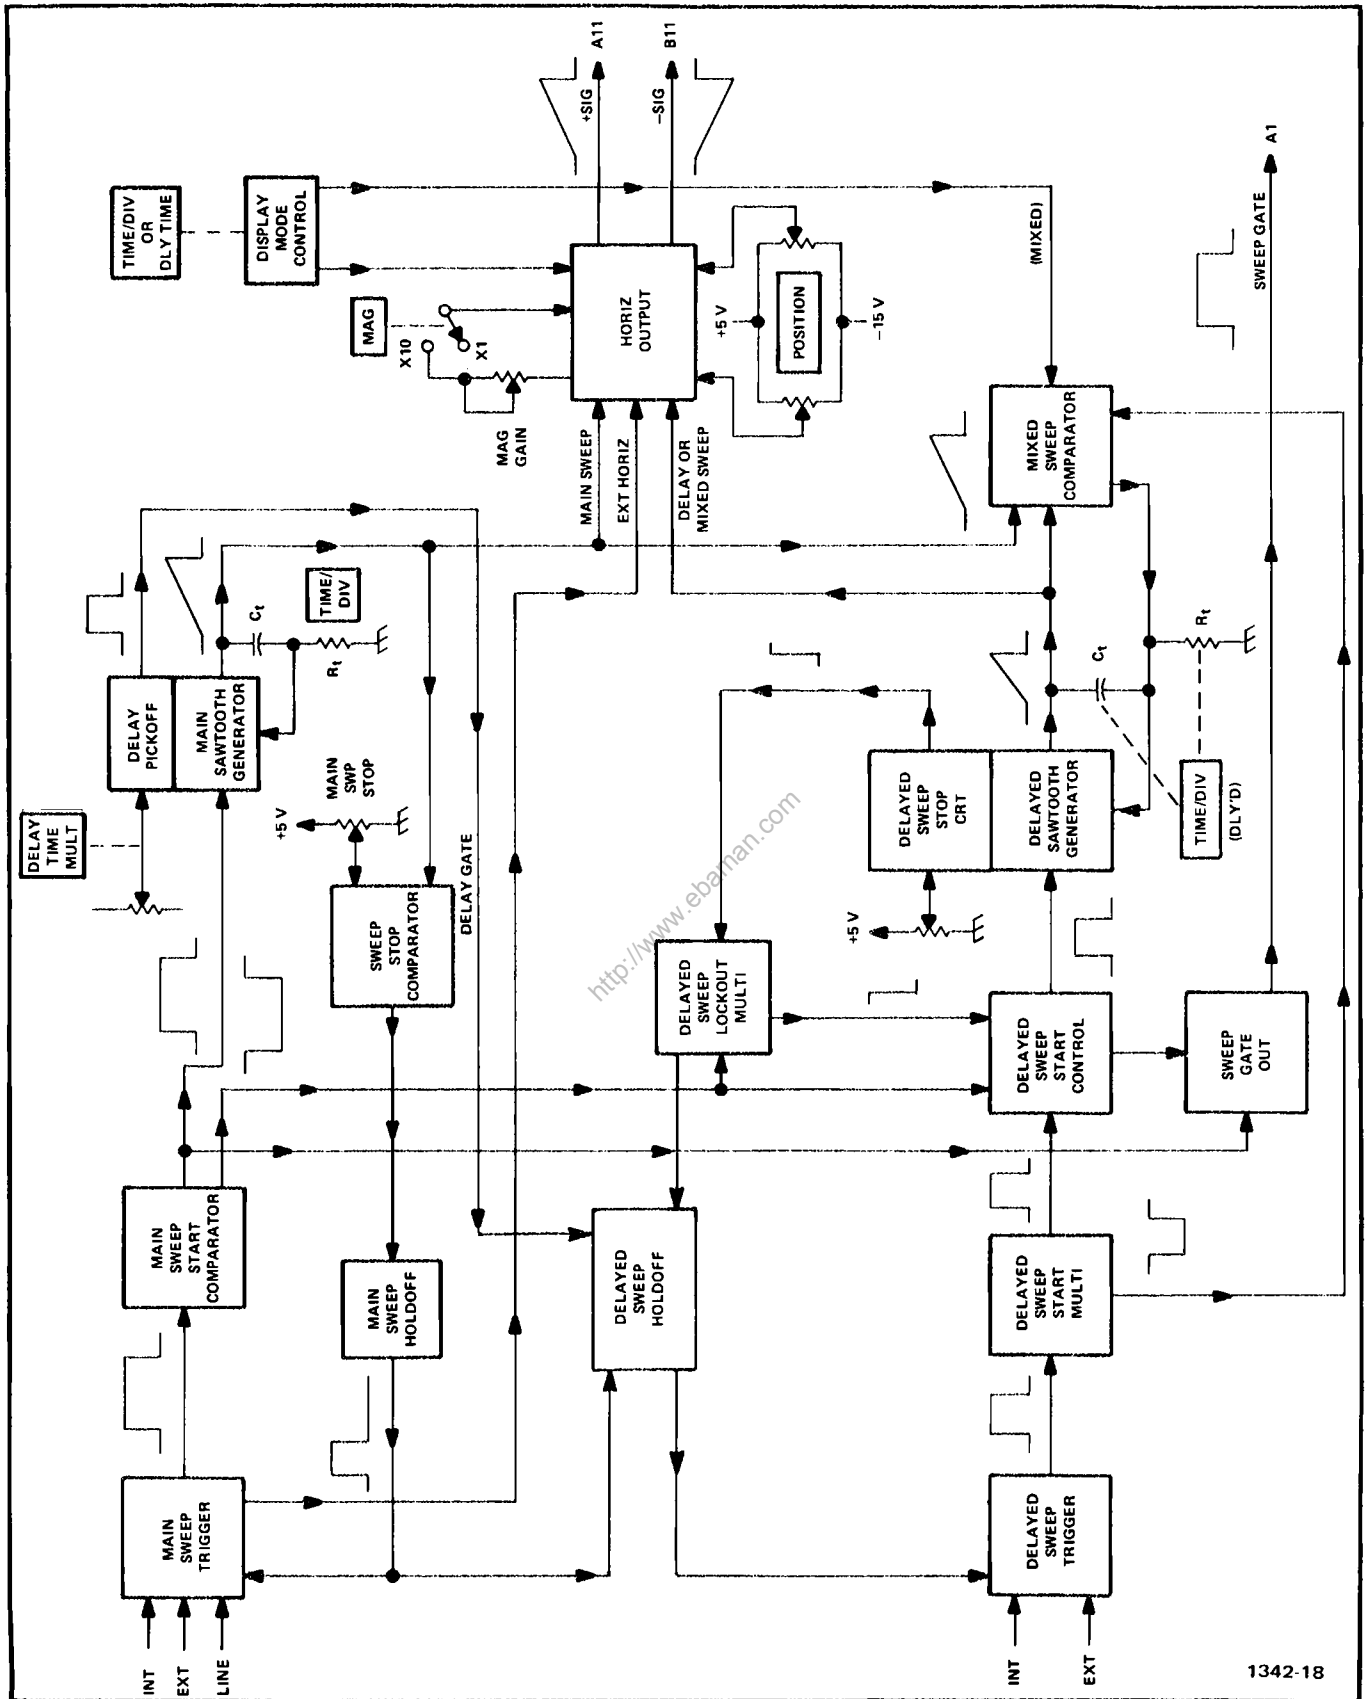 INT
EXT
LINE
MAIN
SWEEP
TRIGGER
MAIN
SWEEP
START
COMPARATOR
DELAY
TIME
MULT
DELAY
PICKOFF
MAIN
SAWTOOTH
GENERATOR
Ct
Rt
TIME/
DIV
TIME/DIV
OR
DLY TIME
DISPLAY
MODE
CONTROL
MAG
X10
X1
MAG
GAIN
HORIZ
OUTPUT
+SIG
A11
-SIG
B11
MAIN SWEEP
EXT HORIZ
DELAY OR
MIXED SWEEP
+5 V
POSITION
-15 V
MAIN
SWEEP
HOLDOFF
SWEEP
STOP
COMPARATOR
+5 V
MAIN
SWP
STOP
DELAY GATE
DELAYED
SWEEP
HOLDOFF
DELAYED
SWEEP
LOCKOUT
MULTI
+5 V
DELAYED
SWEEP
STOP
CRT
DELAYED
SAWTOOTH
GENERATOR
Ct
Rt
TIME/DIV
(DLY'D)
MIXED
SWEEP
COMPARATOR
(MIXED)
INT
EXT
DELAYED
SWEEP
TRIGGER
DELAYED
SWEEP
START
MULTI
DELAYED
SWEEP
START
CONTROL
SWEEP
GATE
OUT
SWEEP GATE
A1
http://www.ebaman.com
1342-18